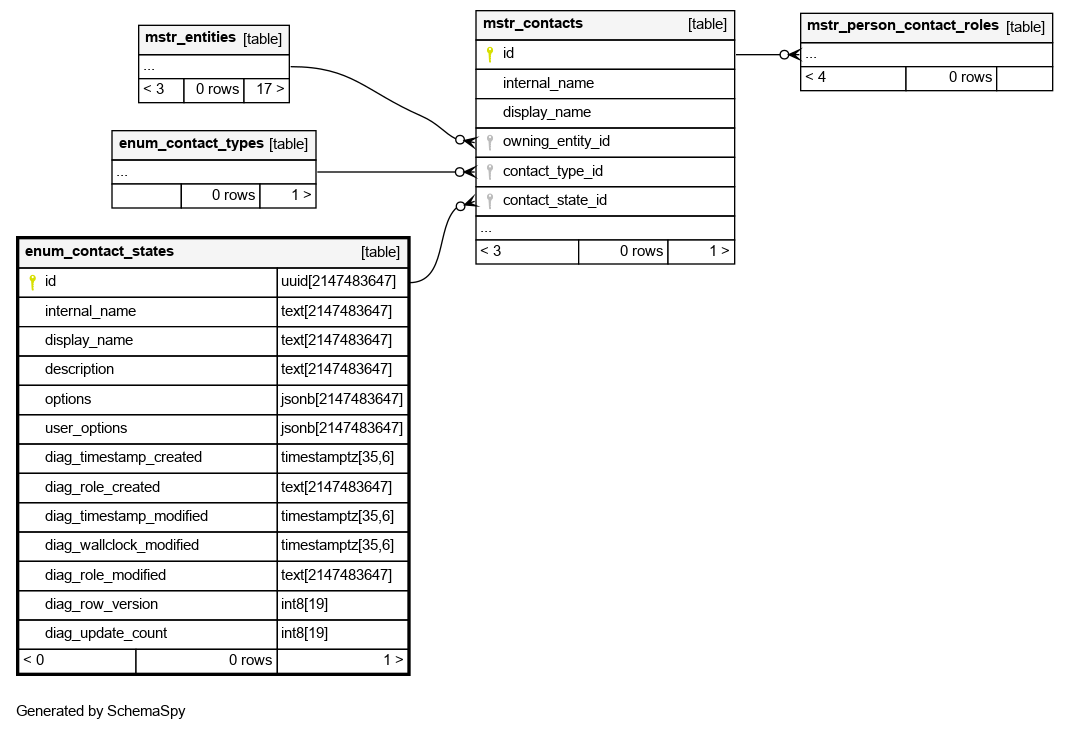 mstr_entities [table]
...
< 3 0 rows 17 >
enum_contact_types [table]
...
0 rows 1 >
mstr_contacts [table]
id
internal_name
display_name
owning_entity_id
contact_type_id
contact_state_id
...
< 3 0 rows 1 >
mstr_person_contact_roles [table]
...
< 4 0 rows
enum_contact_states [table]
id uuid[2147483647]
internal_name text[2147483647]
display_name text[2147483647]
description text[2147483647]
options jsonb[2147483647]
user_options jsonb[2147483647]
diag_timestamp_created timestamptz[35,6]
diag_role_created text[2147483647]
diag_timestamp_modified timestamptz[35,6]
diag_wallclock_modified timestamptz[35,6]
diag_role_modified text[2147483647]
diag_row_version int8[19]
diag_update_count int8[19]
< 0 0 rows 1 >
Generated by SchemaSpy